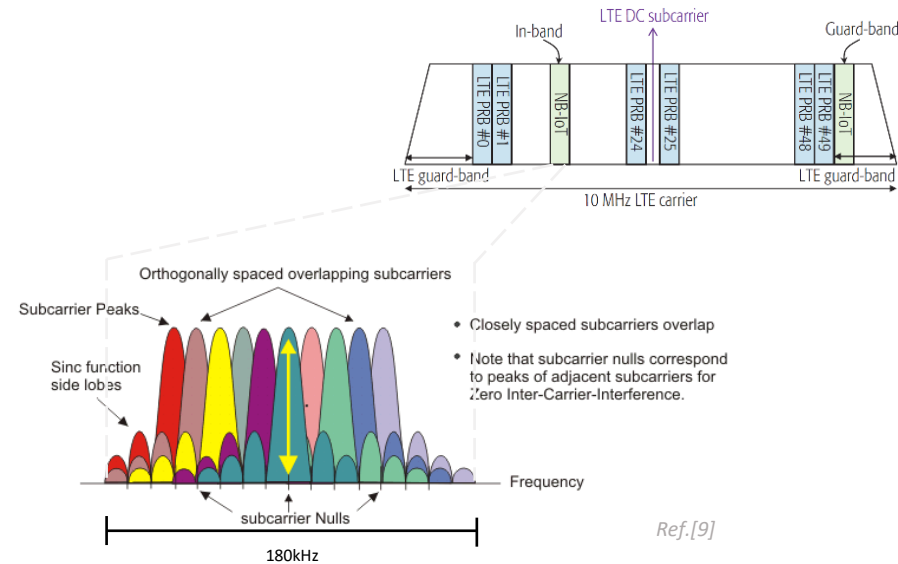 LTE DC subcarrier
In-band
Guard-band
LTE PRB #0
LTE PRB #1
NB-IoT
LTE PRB #24
LTE PRB #25
LTE PRB #48
LTE PRB #49
NB-IoT
LTE guard-band
LTE guard-band
10 MHz LTE carrier
Orthogonally spaced overlapping subcarriers
Subcarrier Peaks
Sinc function
side lobes
• Closely spaced subcarriers overlap
• Note that subcarrier nulls correspond
to peaks of adjacent subcarriers for
Zero Inter-Carrier-Interference.
Frequency
subcarrier Nulls
180kHz
Ref.[9]